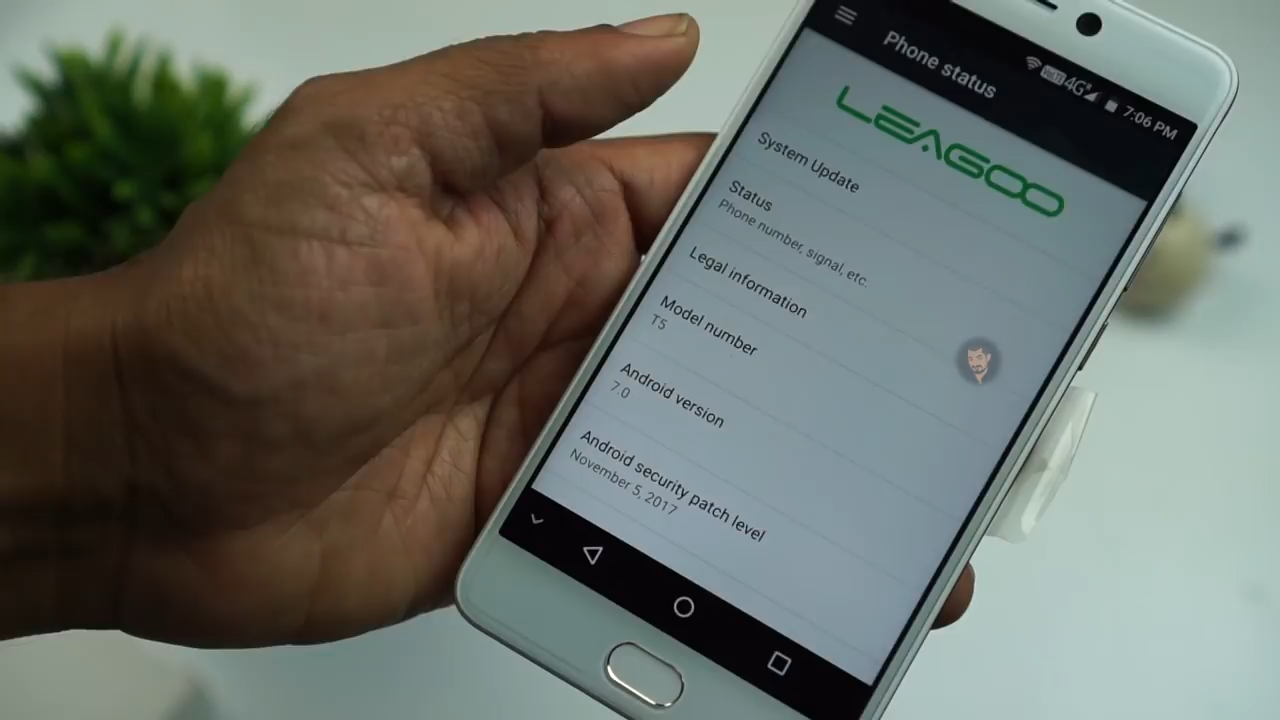 Phone status
VoLTE 4G 7:06 PM
LEAGOO
System Update
Status
Phone number, signal, etc.
Legal information
Model number
T5
Android version
7.0
Android security patch level
November 5, 2017